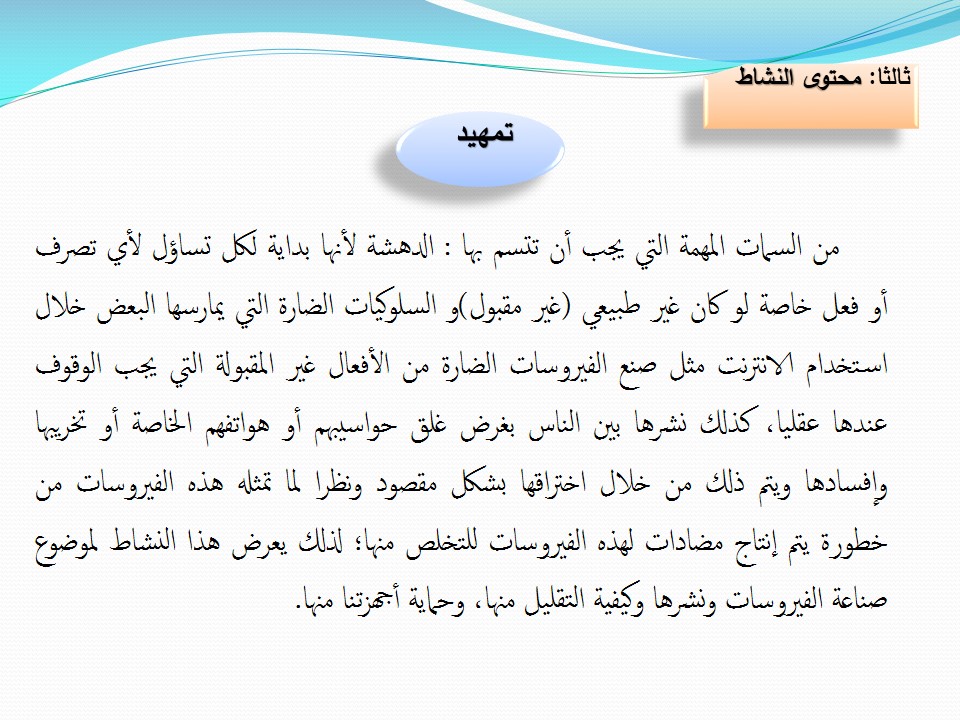 ثالثا: محتوى النشاط
تمهيد
من السمات المهمة التي يجب أن تتسم بها : الدهشة لأنها بداية لكل تساؤل لأي تصرف
أو فعل خاصة لو كان غير طبيعي (غير مقبول)و السلوكيات الضارة التي يمارسها البعض خلال
استخدام الانترنت مثل صنع الفيروسات الضارة من الأفعال غير المقبولة التي يجب الوقوف
عندها عقليا، كذلك نشرها بين الناس بغرض غلق حواسيبهم أو هواتفهم الخاصة أو تخريبها
وإفسادها ويتم ذلك من خلال اختراقها بشكل مقصود ونظرا لما تمثله هذه الفيروسات من
خطورة يتم إنتاج مضادات لهذه الفيروسات للتخلص منها؛ لذلك يعرض هذا النشاط لموضوع
صناعة الفيروسات ونشرها وكيفية التقليل منها، وحماية أجهزتنا منها.